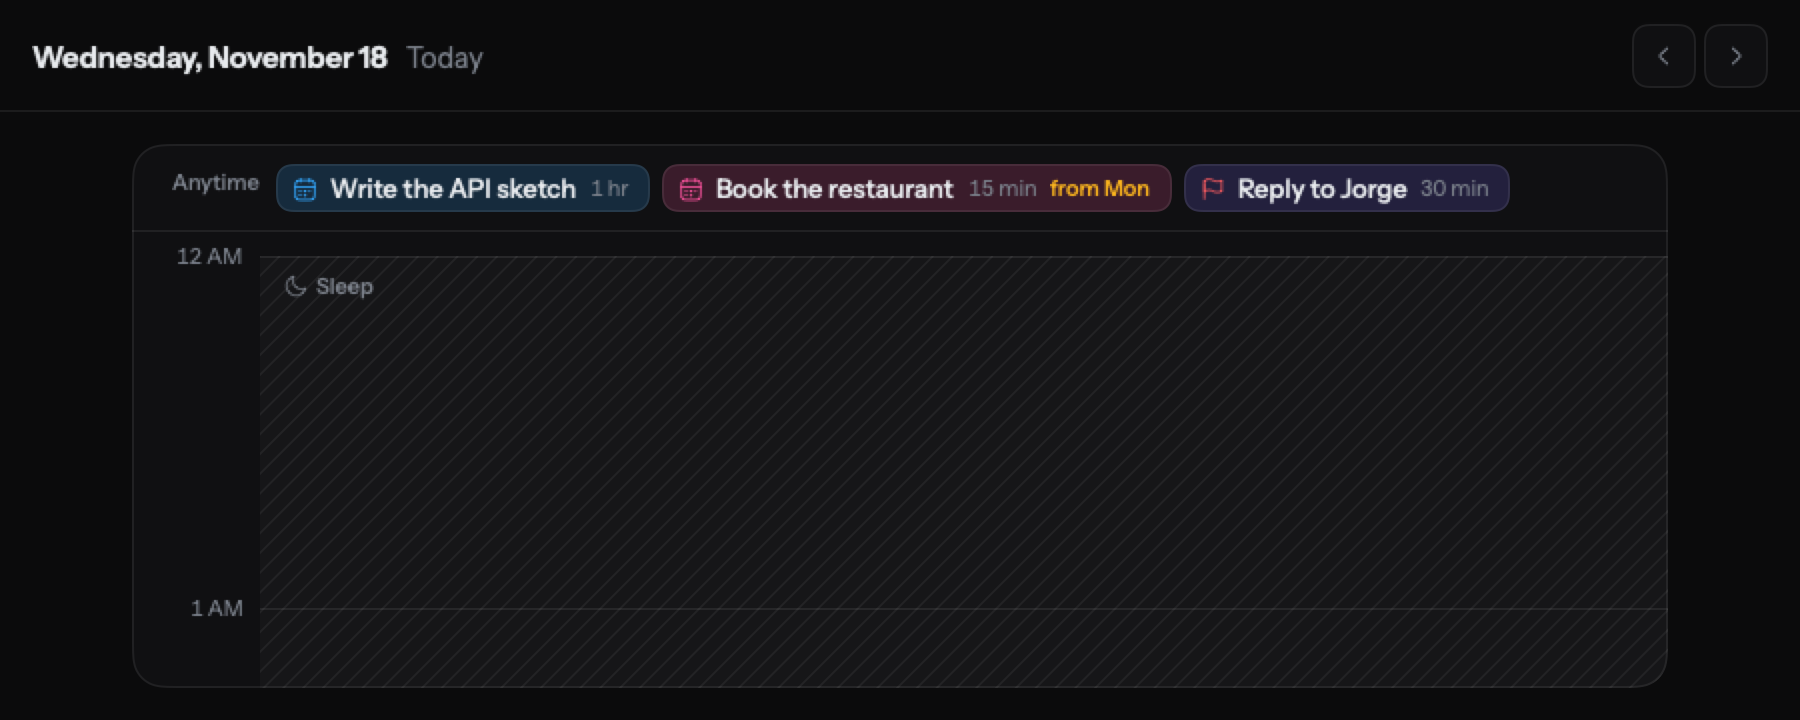 Wednesday, November 18 Today
Anytime Write the API sketch 1 hr Book the restaurant 15 min from Mon Reply to Jorge 30 min
12 AM
Sleep
1 AM